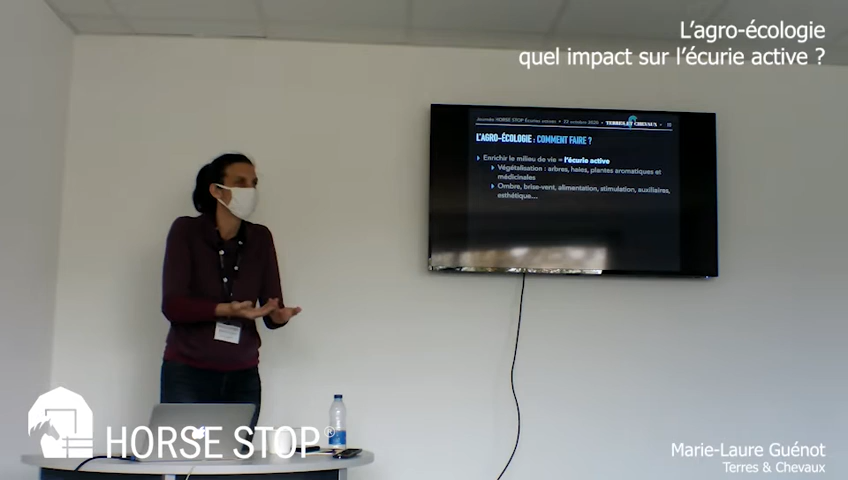 L'agro-écologie
quel impact sur l'écurie active ?
Journée HORSE STOP Écuries actives • 22 octobre 2020 • TERRES ET CHEVAUX •
L'AGRO-ÉCOLOGIE : COMMENT FAIRE ?
Enrichir le milieu de vie = l'écurie active
Végétalisation : arbres, haies, plantes aromatiques et
médicinales
Ombre, brise-vent, alimentation, stimulation, auxiliaires,
esthétique...
HORSE STOP®
Marie-Laure Guénot
Terres & Chevaux